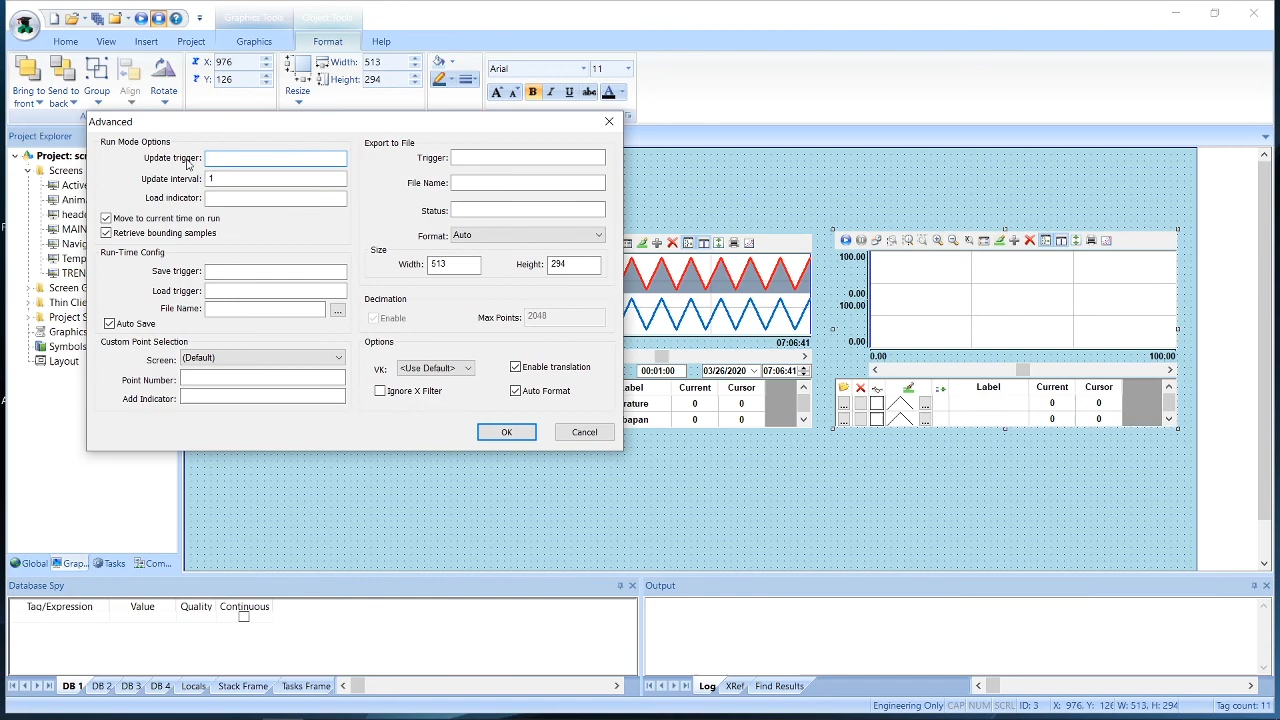 Graphics Tools
Object Tools
Home
View
Insert
Project
Graphics
Format
Help
X: 976
Y: 126
Width: 513
Height: 294
Arial
11
Bring to front
Send to back
Group
Align
Rotate
Resize
B I U abc A
Project Explorer
Advanced
Run Mode Options
Update trigger:
Update interval: 1
Load indicator:
Move to current time on run
Retrieve bounding samples
Run-Time Config
Save trigger:
Load trigger:
File Name:
...
Auto Save
Custom Point Selection
Screen: (Default)
Point Number:
Add Indicator:
Export to File
Trigger:
File Name:
Status:
Format: Auto
Size
Width: 513
Height: 294
Decimation
Enable
Max Points: 2048
Options
VK: <Use Default>
Enable translation
Ignore X Filter
Auto Format
OK
Cancel
Project: scr
Screens
Active
Anima
heade
MAIN
Navig
Temp
TREN
Screen G
Thin Clie
Project S
Graphics
Symbols
Layout
07:06:41
00:01:00
03/26/2020
07:06:41
abel Current Cursor
rature 0 0
bapan 0 0
100.00
0.00
100.00
0.00
0.00
100.00
Label Current Cursor
... ... 0 0
... ... 0 0
Global
Grap...
Tasks
Com...
Database Spy
Tag/Expression Value Quality Continuous
DB 1 DB 2 DB 3 DB 4 Locals Stack Frame Tasks Frame
Output
Log XRef Find Results
Engineering Only CAP NUM SCRL ID: 3 X: 976, Y: 126 W: 513, H: 294 Tag count: 11